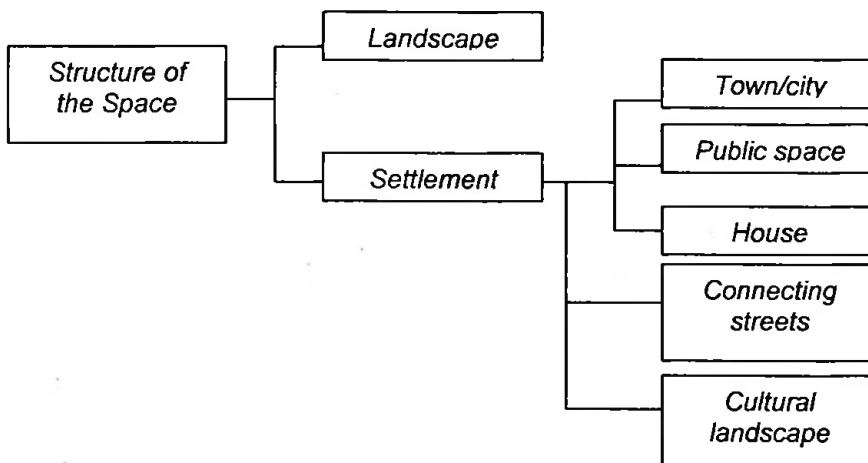 Structure of
the Space
Landscape
Settlement
Town/city
Public space
House
Connecting
streets
Cultural
landscape